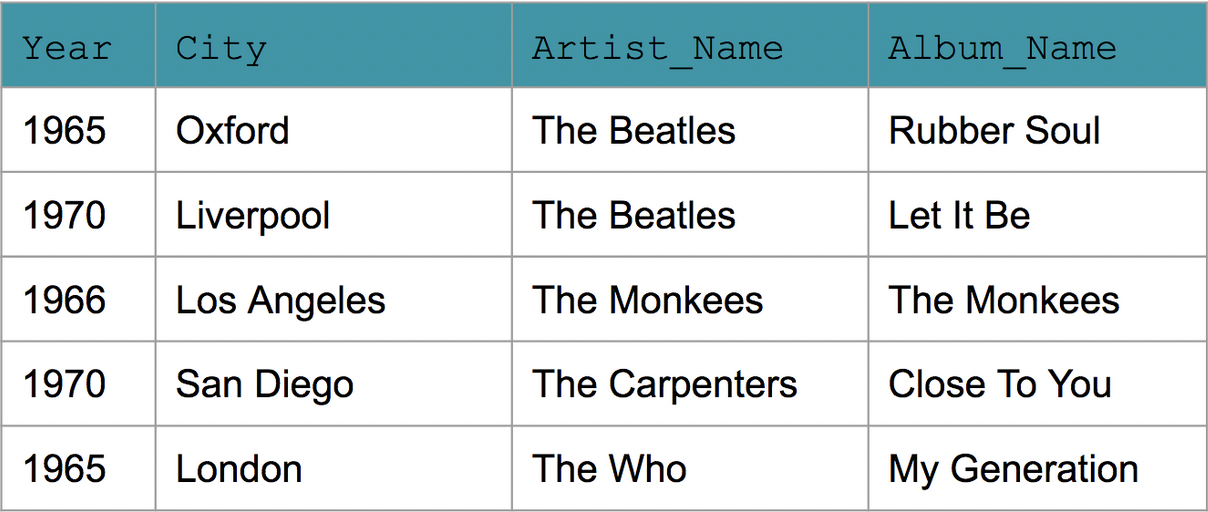 Year City Artist_Name Album_Name
1965 Oxford The Beatles Rubber Soul
1970 Liverpool The Beatles Let It Be
1966 Los Angeles The Monkees The Monkees
1970 San Diego The Carpenters Close To You
1965 London The Who My Generation